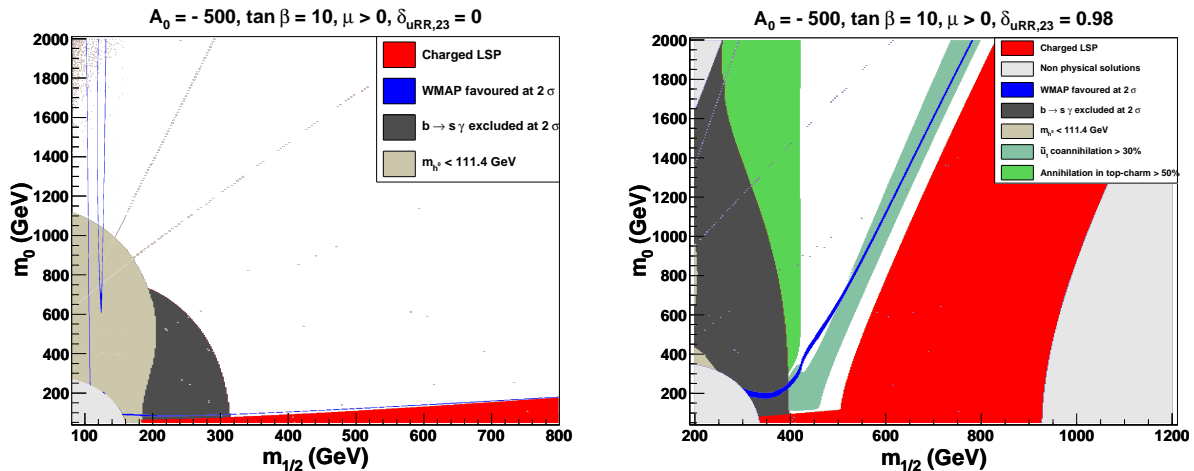 A₀ = - 500, tan β = 10, μ > 0, δ_uRR,23 = 0
m₀ (GeV)
2000
1800
1600
1400
1200
1000
800
600
400
200
Charged LSP
WMAP favoured at 2 σ
b → s γ excluded at 2 σ
m_h⁰ < 111.4 GeV
100 200 300 400 500 600 700 800
m₁/₂ (GeV)
A₀ = - 500, tan β = 10, μ > 0, δ_uRR,23 = 0.98
m₀ (GeV)
2000
1800
1600
1400
1200
1000
800
600
400
200
Charged LSP
Non physical solutions
WMAP favoured at 2 σ
b → s γ excluded at 2 σ
m_h⁰ < 111.4 GeV
ũ₁ coannihilation > 30%
Annihilation in top-charm > 50%
200 400 600 800 1000 1200
m₁/₂ (GeV)